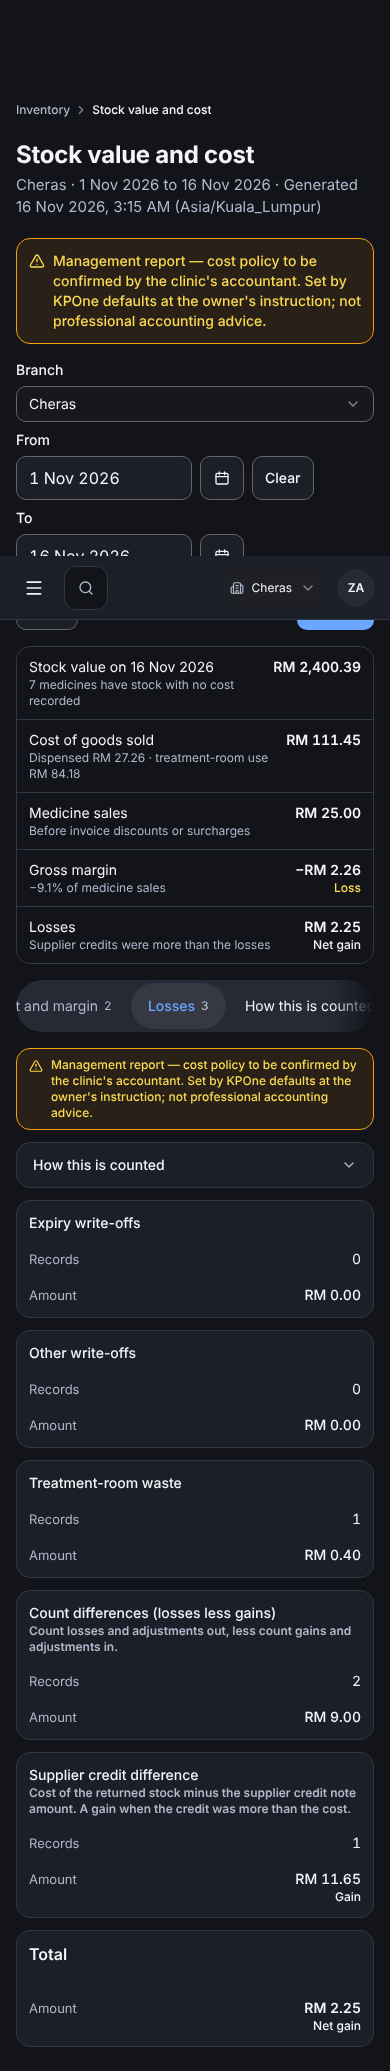 Inventory > Stock value and cost
Stock value and cost
Cheras · 1 Nov 2026 to 16 Nov 2026 · Generated
16 Nov 2026, 3:15 AM (Asia/Kuala_Lumpur)
Management report — cost policy to be
confirmed by the clinic's accountant. Set by
KPOne defaults at the owner's instruction; not
professional accounting advice.
Branch
Cheras
From
1 Nov 2026
Clear
To
16 Nov 2026
Cheras
ZA
Stock value on 16 Nov 2026 RM 2,400.39
7 medicines have stock with no cost
recorded
Cost of goods sold RM 111.45
Dispensed RM 27.26 · treatment-room use
RM 84.18
Medicine sales RM 25.00
Before invoice discounts or surcharges
Gross margin −RM 2.26
−9.1% of medicine sales Loss
Losses RM 2.25
Supplier credits were more than the losses Net gain
t and margin 2 Losses 3 How this is counted
Management report — cost policy to be confirmed by
the clinic's accountant. Set by KPOne defaults at the
owner's instruction; not professional accounting
advice.
How this is counted
Expiry write-offs
Records 0
Amount RM 0.00
Other write-offs
Records 0
Amount RM 0.00
Treatment-room waste
Records 1
Amount RM 0.40
Count differences (losses less gains)
Count losses and adjustments out, less count gains and
adjustments in.
Records 2
Amount RM 9.00
Supplier credit difference
Cost of the returned stock minus the supplier credit note
amount. A gain when the credit was more than the cost.
Records 1
Amount RM 11.65
Gain
Total
Amount RM 2.25
Net gain